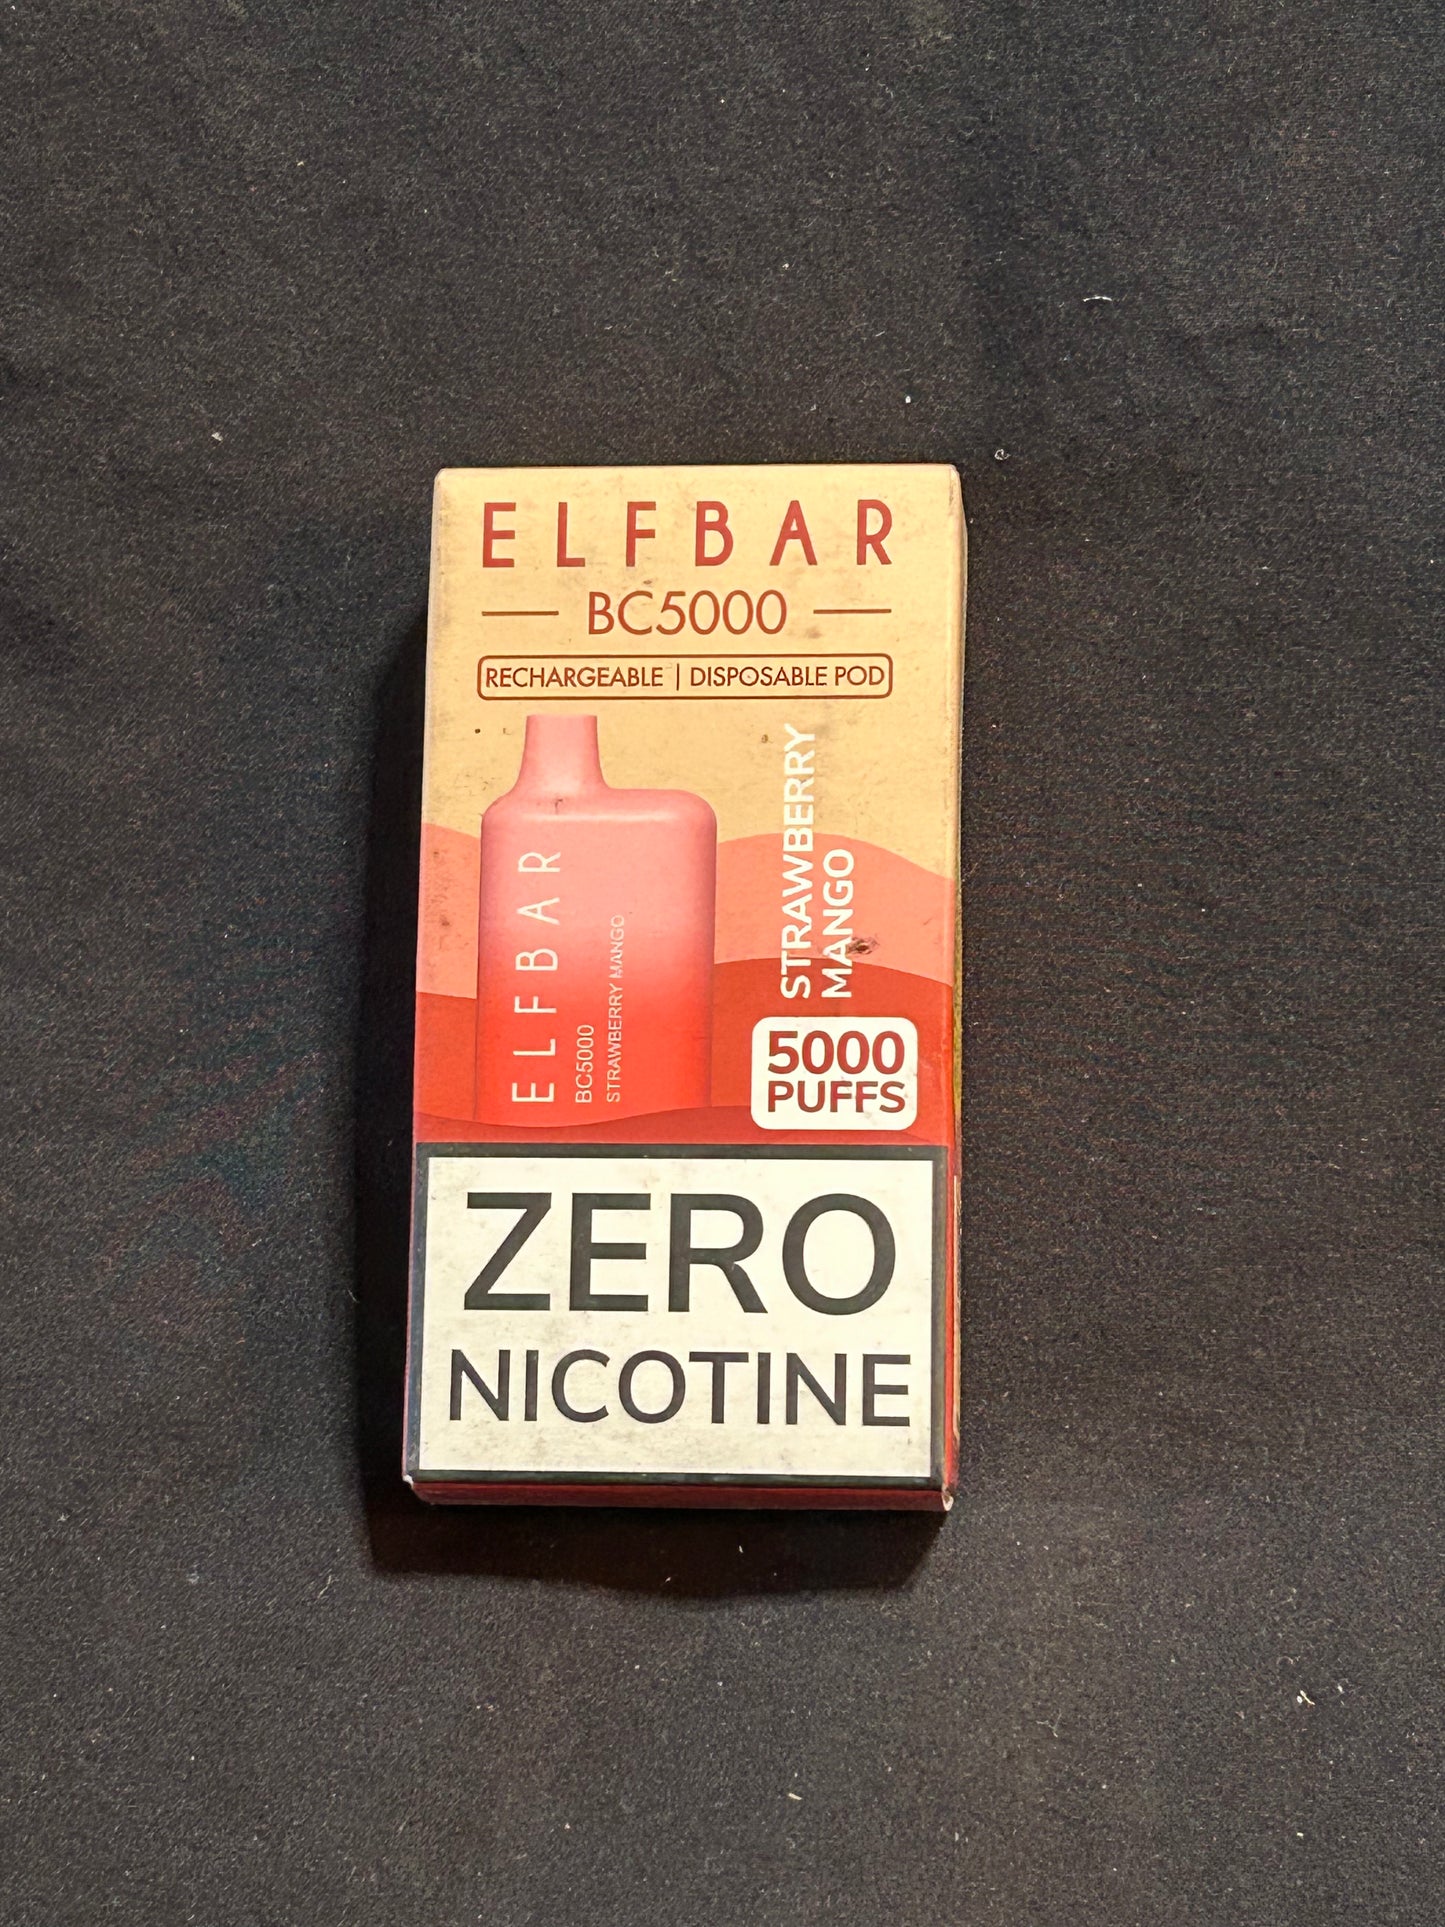 ELFBAR
BC5000
RECHARGEABLE | DISPOSABLE POD
ELFBAR
BC5000
STRAWBERRY MANGO
STRAWBERRY
MANGO
5000
PUFFS
ZERO
NICOTINE